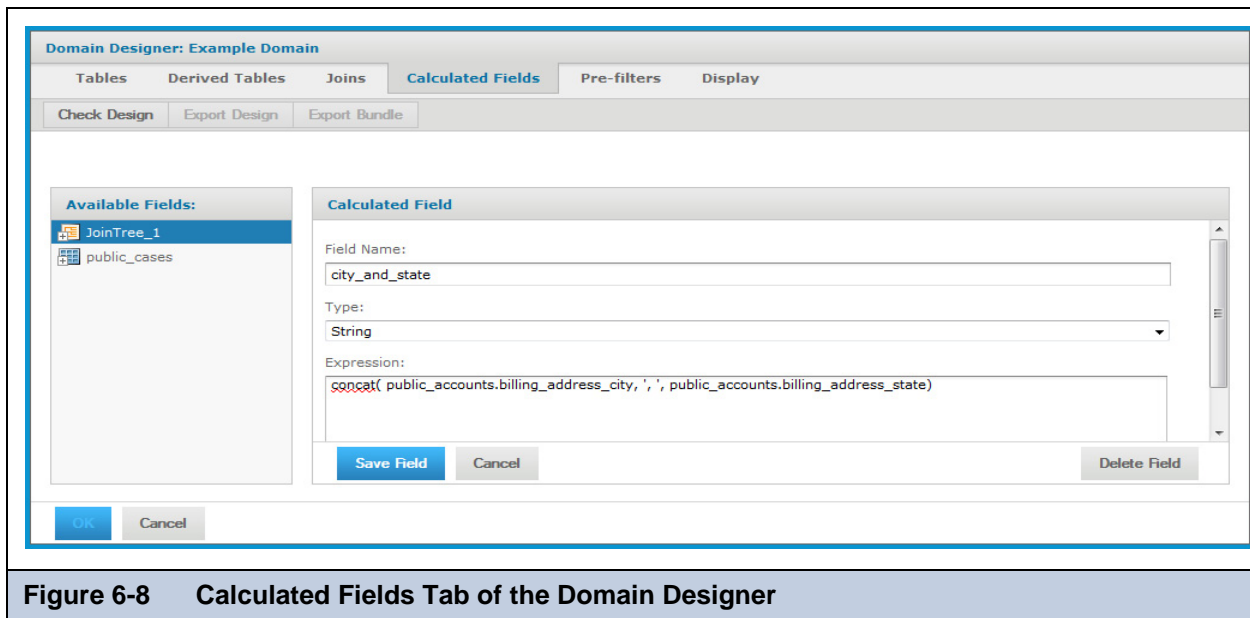 Domain Designer: Example Domain
Tables Derived Tables Joins Calculated Fields Pre-filters Display
Check Design Export Design Export Bundle
Available Fields:
JoinTree_1
public_cases
Calculated Field
Field Name:
city_and_state
Type:
String
Expression:
concat( public_accounts.billing_address_city, ', ', public_accounts.billing_address_state)
Save Field Cancel Delete Field
OK Cancel
Figure 6-8 Calculated Fields Tab of the Domain Designer